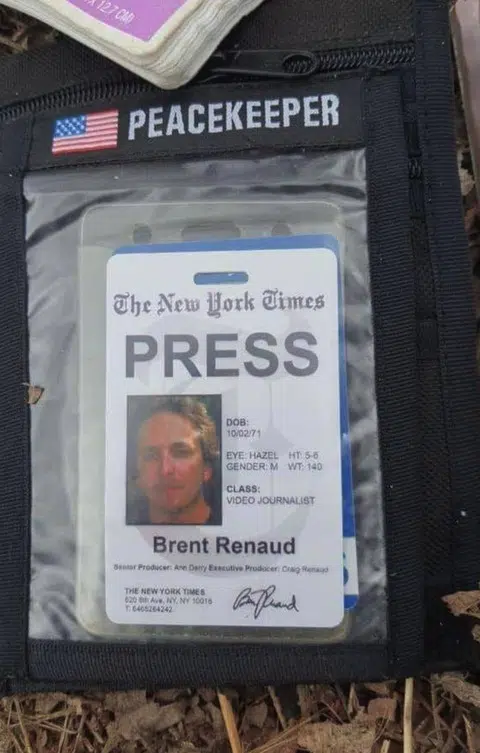 x 12.7 CM)
PEACEKEEPER
The New York Times
PRESS
DOB:
10/02/71
EYE: HAZEL HT: 5-6
GENDER: M WT: 140
CLASS:
VIDEO JOURNALIST
Brent Renaud
Senior Producer: Ann Derry Executive Producer: Craig Renaud
THE NEW YORK TIMES
620 8th Ave, NY, NY 10018
T: 6465284242